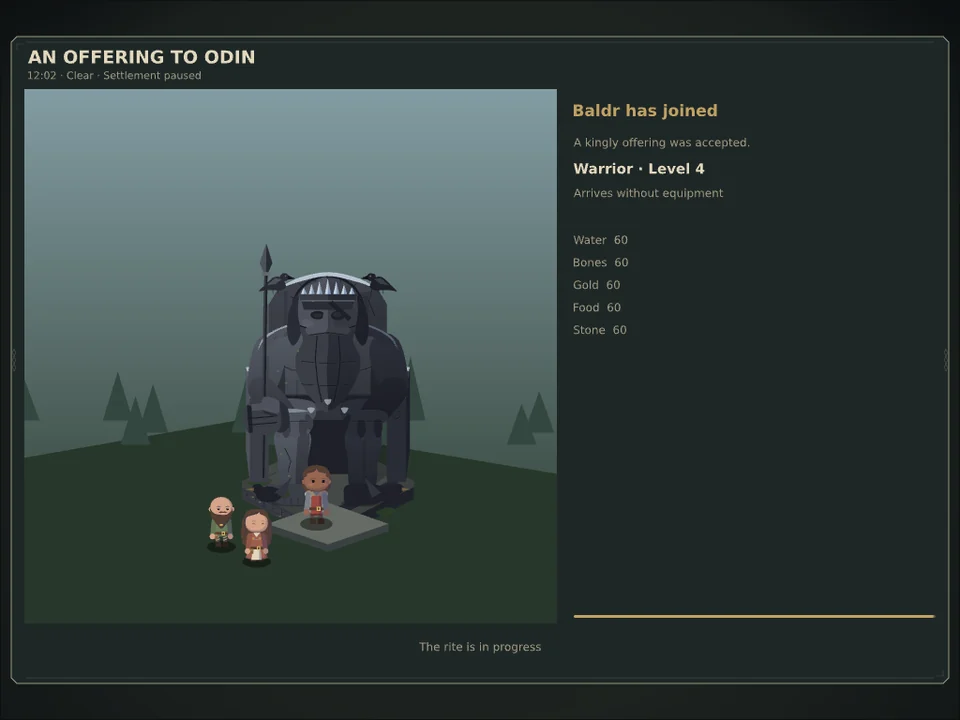 AN OFFERING TO ODIN
12:02 · Clear · Settlement paused
Baldr has joined
A kingly offering was accepted.
Warrior · Level 4
Arrives without equipment
Water 60
Bones 60
Gold 60
Food 60
Stone 60
The rite is in progress